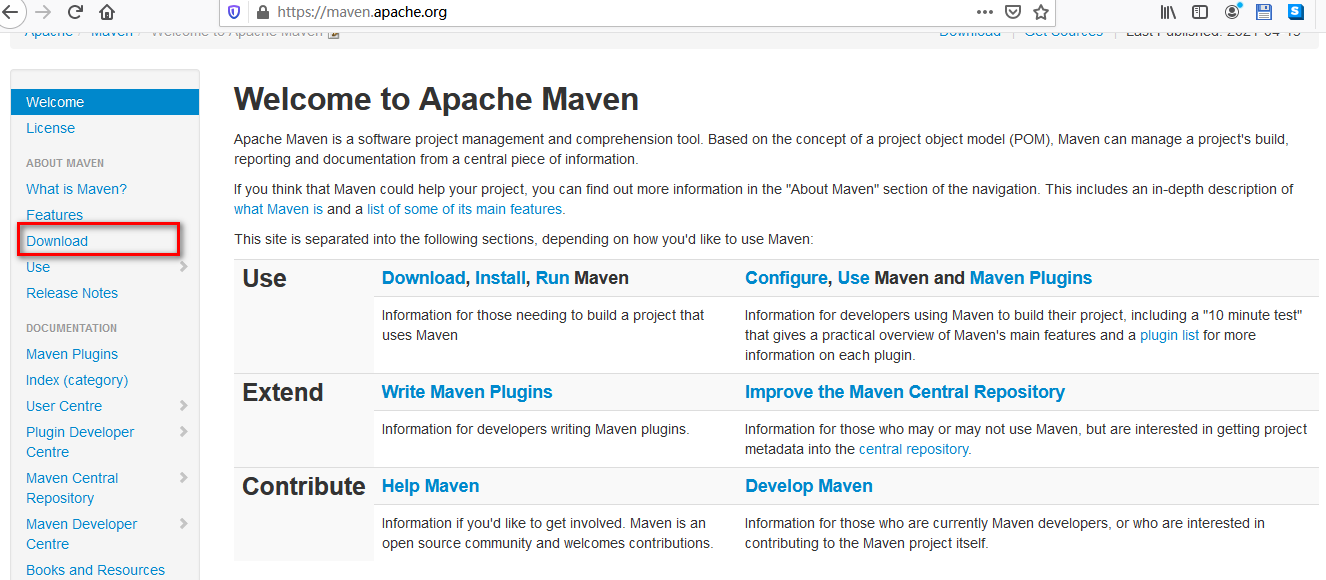 https://maven.apache.org
Apache / Maven / Welcome to Apache Maven
Download | Get Sources | Last Published: 2021-04-15
Welcome
License
ABOUT MAVEN
What is Maven?
Features
Download
Use
Release Notes
DOCUMENTATION
Maven Plugins
Index (category)
User Centre
Plugin Developer
Centre
Maven Central
Repository
Maven Developer
Centre
Books and Resources
Welcome to Apache Maven
Apache Maven is a software project management and comprehension tool. Based on the concept of a project object model (POM), Maven can manage a project's build,
reporting and documentation from a central piece of information.
If you think that Maven could help your project, you can find out more information in the "About Maven" section of the navigation. This includes an in-depth description of
what Maven is and a list of some of its main features.
This site is separated into the following sections, depending on how you'd like to use Maven:
Use
Download, Install, Run Maven
Configure, Use Maven and Maven Plugins
Information for those needing to build a project that
uses Maven
Information for developers using Maven to build their project, including a "10 minute test"
that gives a practical overview of Maven's main features and a plugin list for more
information on each plugin.
Extend
Write Maven Plugins
Improve the Maven Central Repository
Information for developers writing Maven plugins.
Information for those who may or may not use Maven, but are interested in getting project
metadata into the central repository.
Contribute
Help Maven
Develop Maven
Information if you'd like to get involved. Maven is an
open source community and welcomes contributions.
Information for those who are currently Maven developers, or who are interested in
contributing to the Maven project itself.